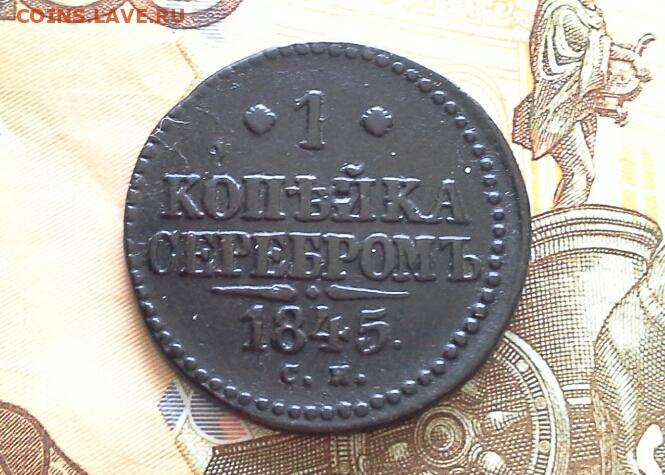 COINS.LAVE.RU
1
КОПѢЙКА
СЕРЕБРОМЪ
1845.
С. М.